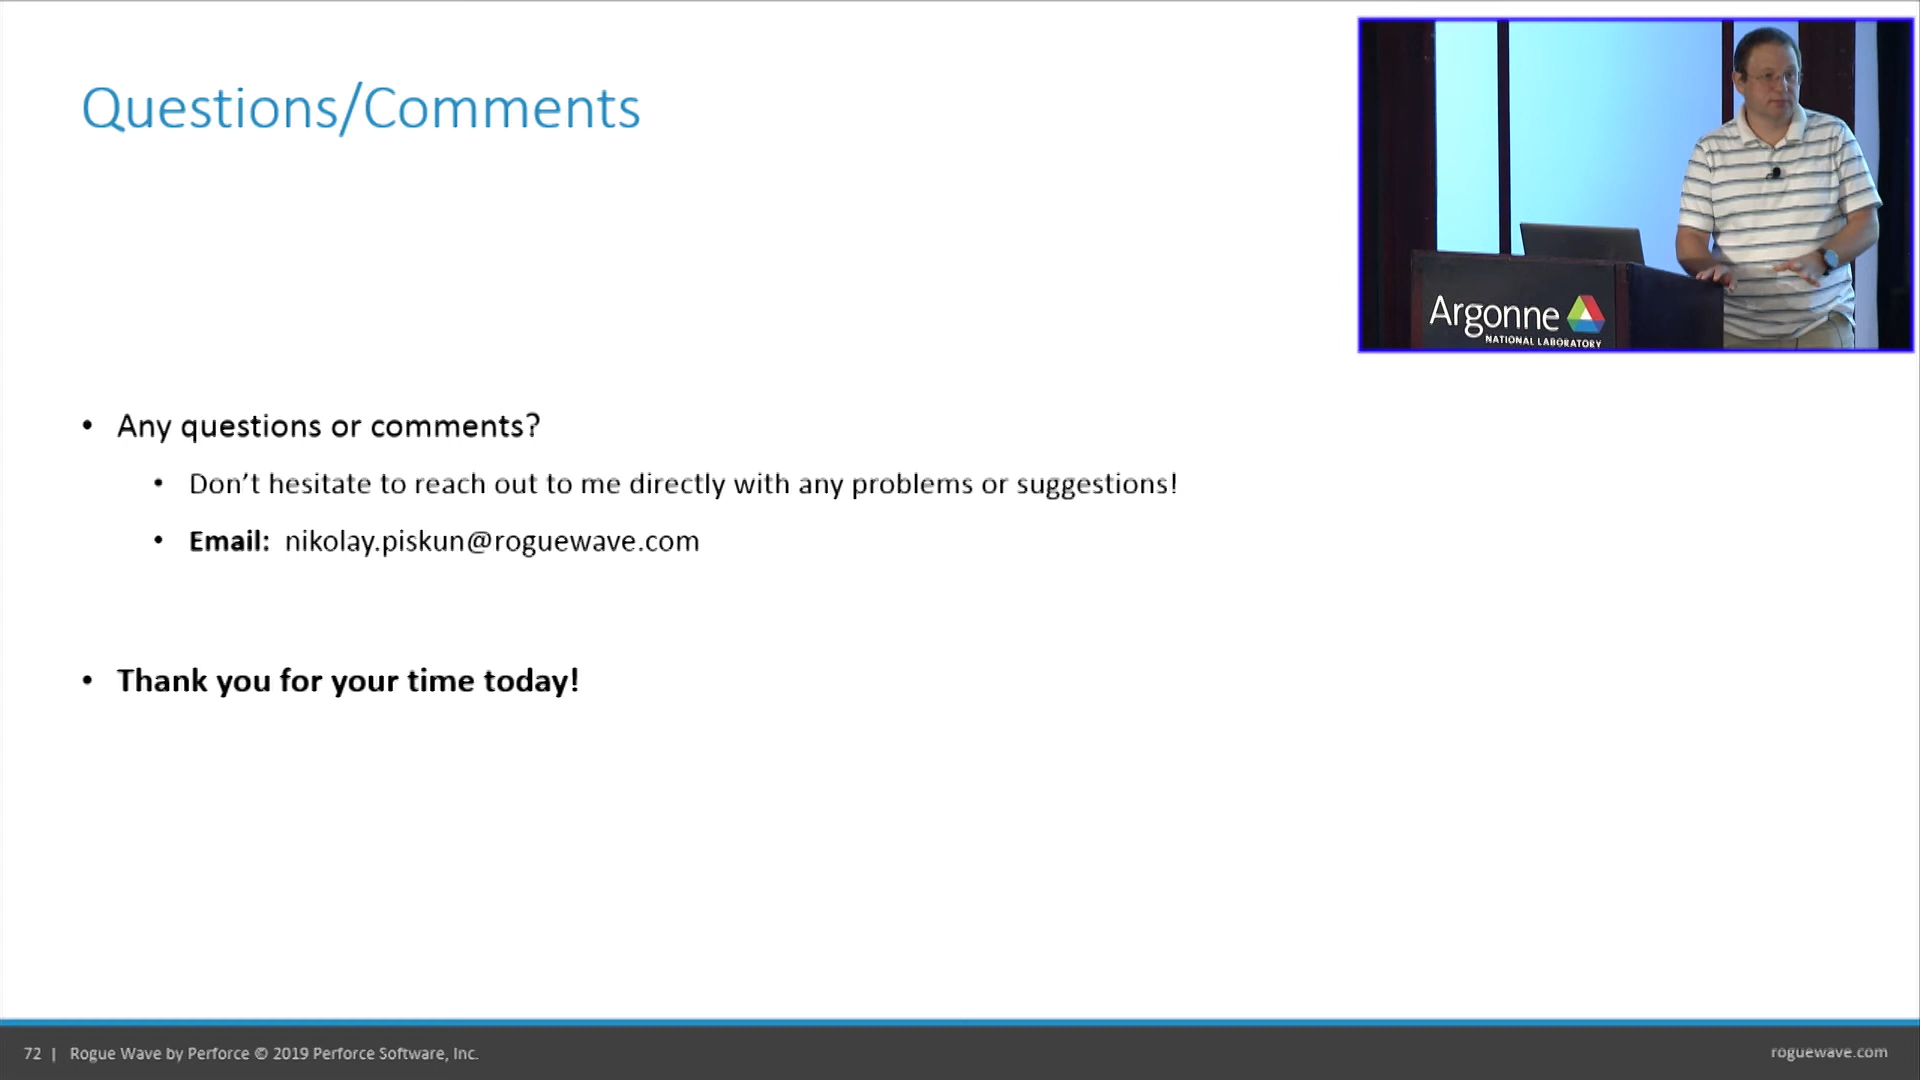 Questions/Comments
Argonne
NATIONAL LABORATORY
• Any questions or comments?
• Don’t hesitate to reach out to me directly with any problems or suggestions!
• Email: nikolay.piskun@roguewave.com
• Thank you for your time today!
72 | Rogue Wave by Perforce © 2019 Perforce Software, Inc.
roguewave.com